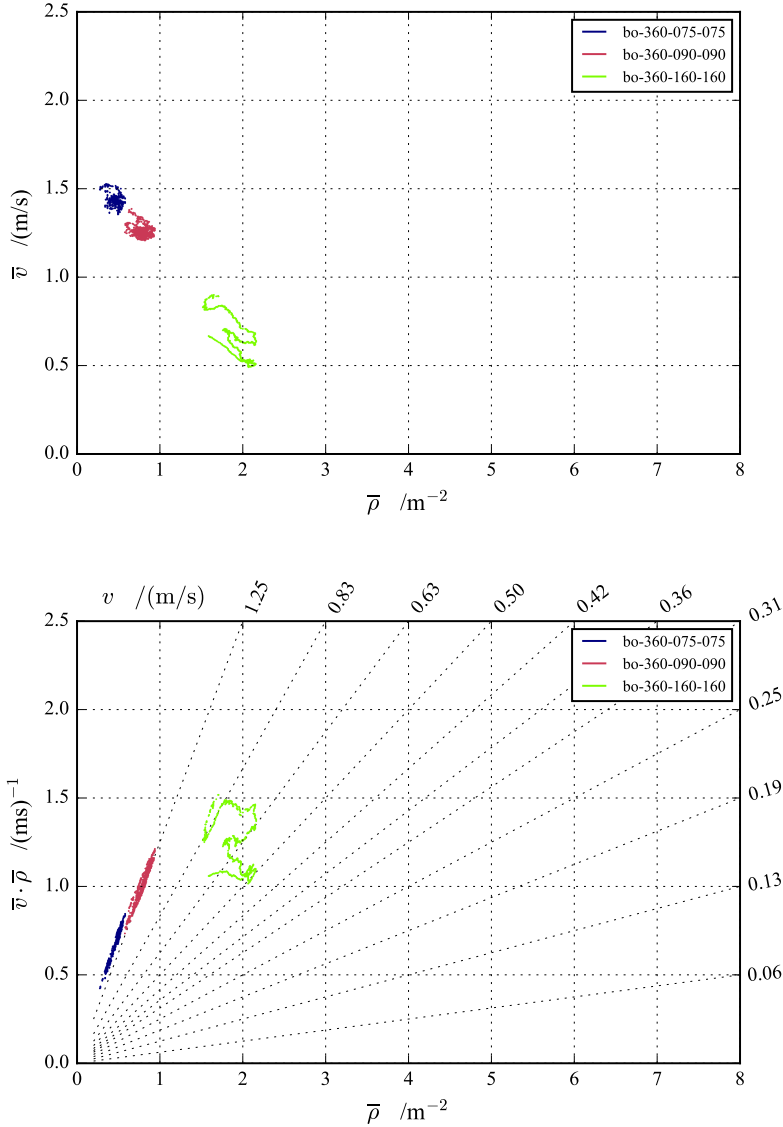 2.5
2.0
1.5
1.0
0.5
0.0
v̅ /(m/s)
bo-360-075-075
bo-360-090-090
bo-360-160-160
0 1 2 3 4 5 6 7 8
ρ̅ /m⁻²
v /(m/s)
1.25 0.83 0.63 0.50 0.42 0.36 0.31
2.5
2.0
1.5
1.0
0.5
0.0
v̅ · ρ̅ /(ms)⁻¹
bo-360-075-075
bo-360-090-090
bo-360-160-160
0.25
0.19
0.13
0.06
0 1 2 3 4 5 6 7 8
ρ̅ /m⁻²